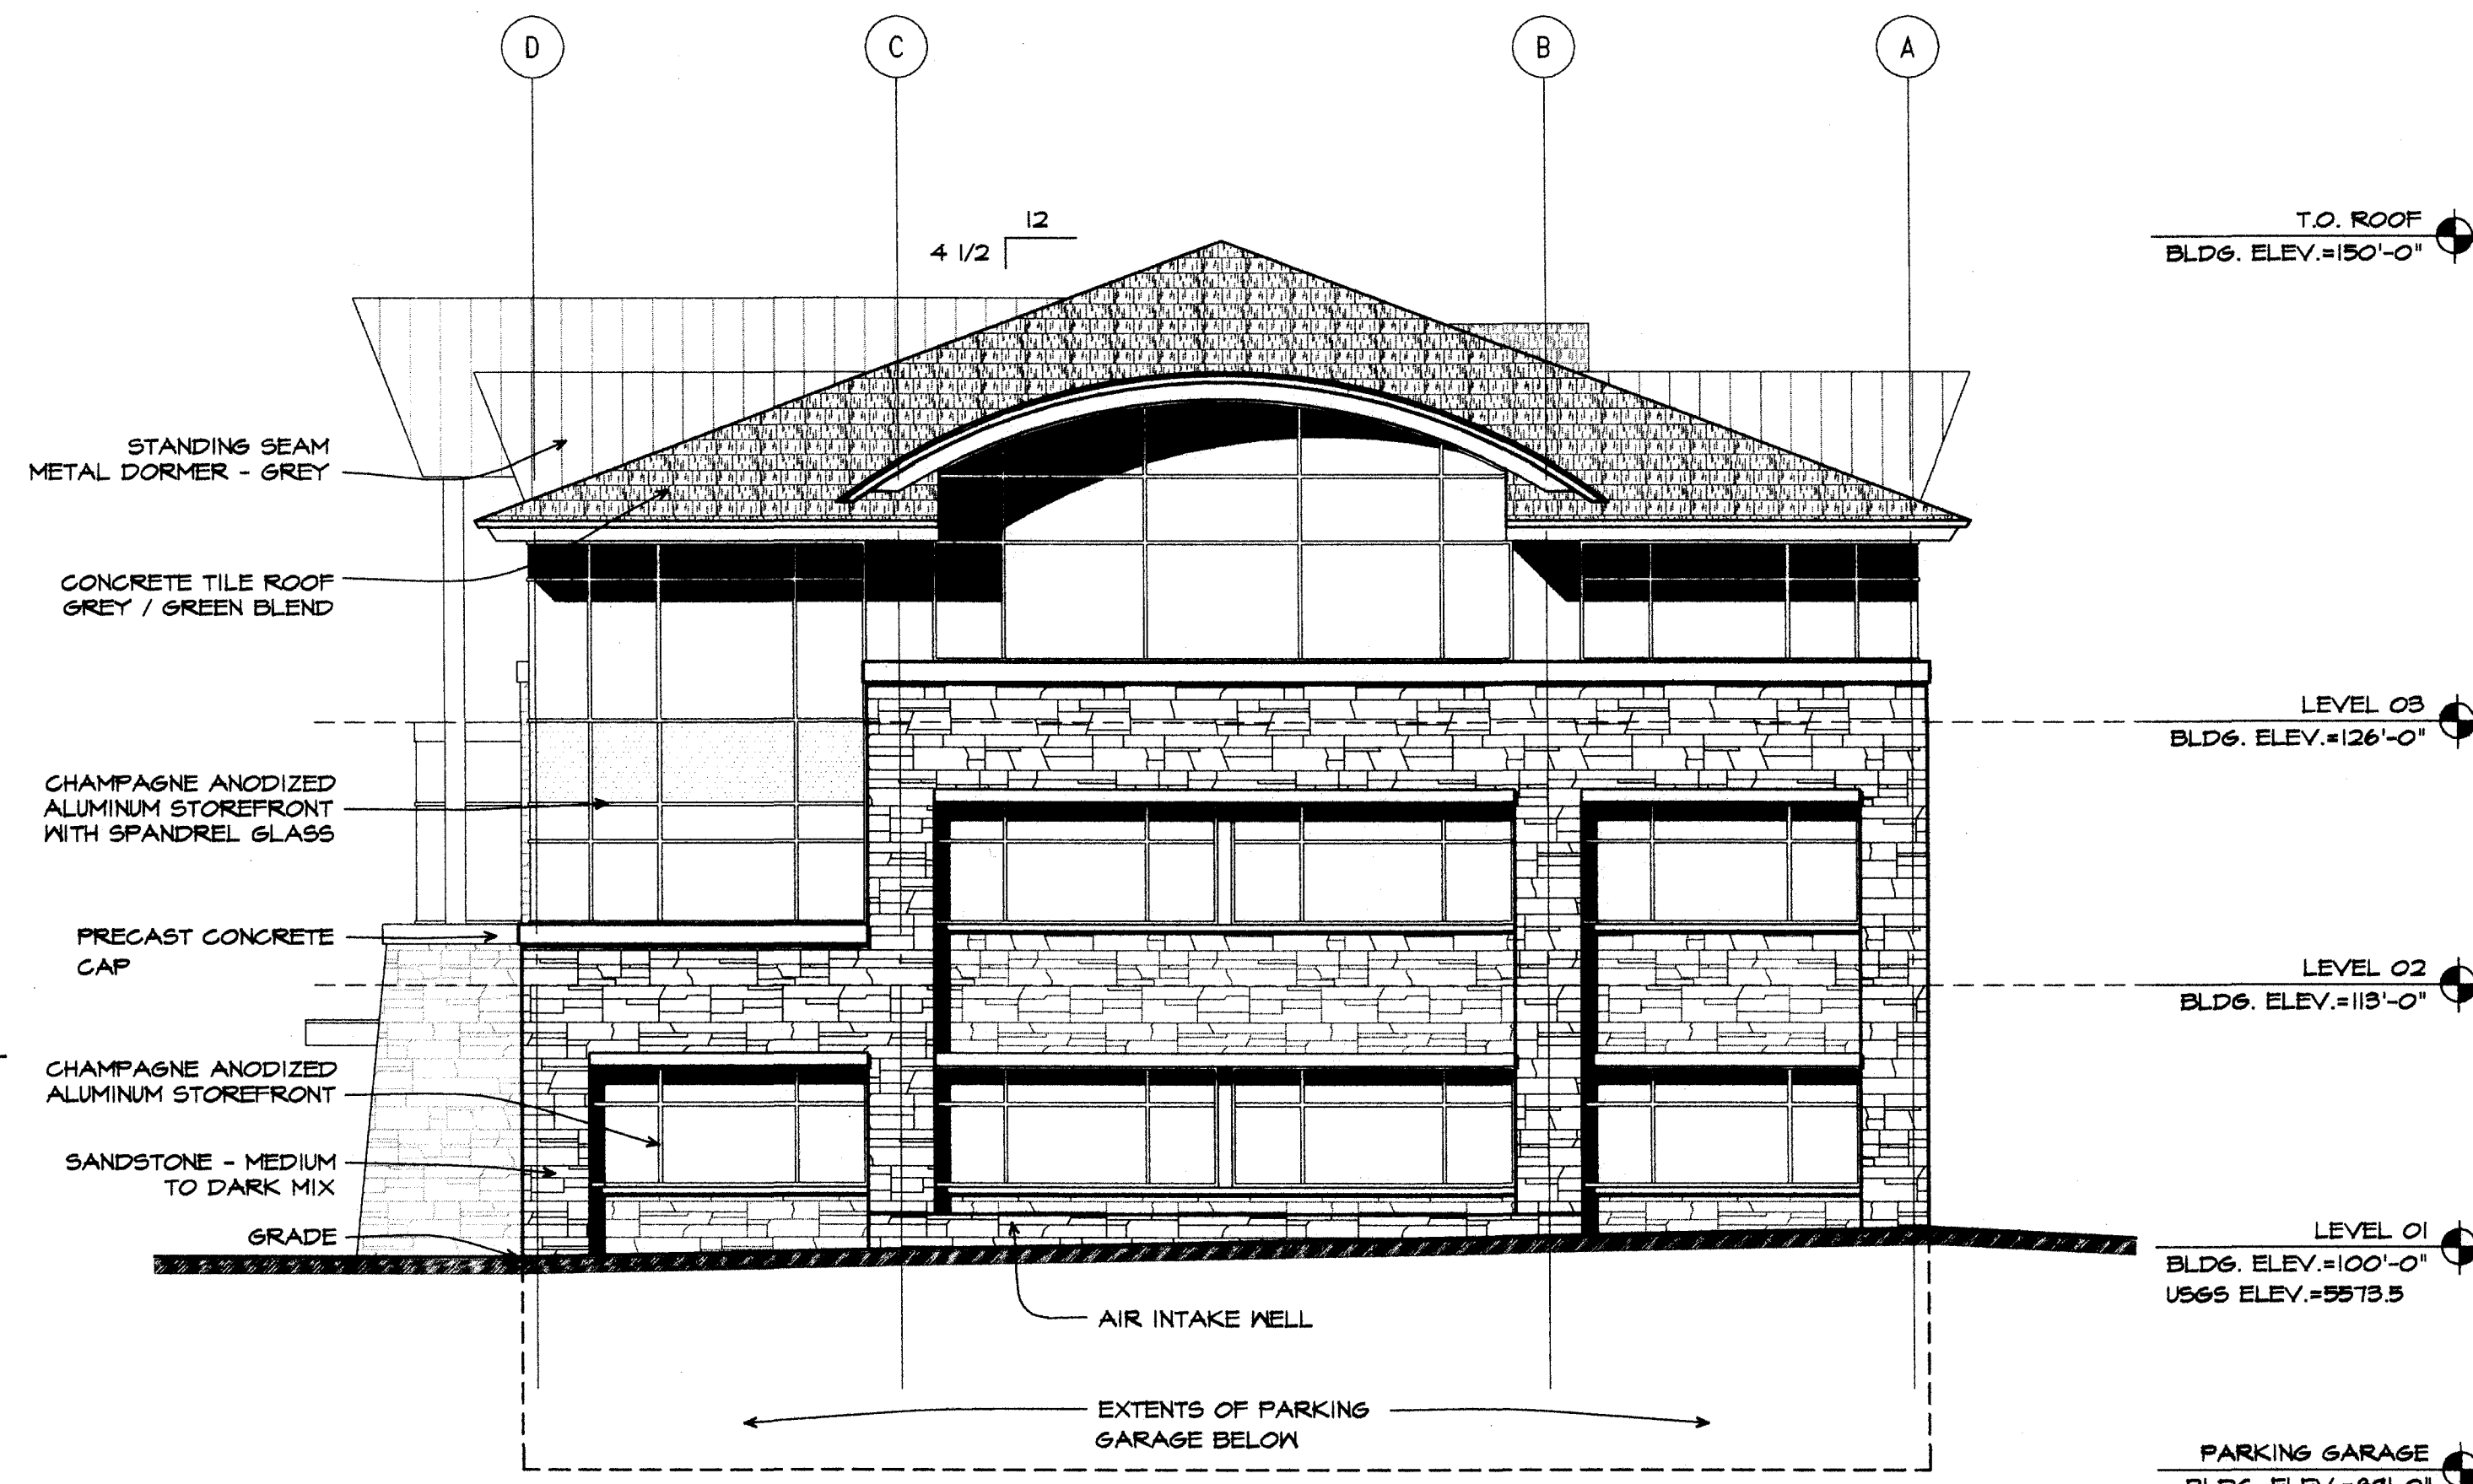 D
C
B
A
12
4 1/2
T.O. ROOF
BLDG. ELEV.=150'-0"
STANDING SEAM
METAL DORMER - GREY
CONCRETE TILE ROOF
GREY / GREEN BLEND
LEVEL 03
BLDG. ELEV.=126'-0"
CHAMPAGNE ANODIZED
ALUMINUM STOREFRONT
WITH SPANDREL GLASS
PRECAST CONCRETE
CAP
LEVEL 02
BLDG. ELEV.=113'-0"
CHAMPAGNE ANODIZED
ALUMINUM STOREFRONT
SANDSTONE - MEDIUM
TO DARK MIX
GRADE
LEVEL 01
BLDG. ELEV.=100'-0"
USGS ELEV.=5573.5
AIR INTAKE WELL
EXTENTS OF PARKING
GARAGE BELOW
PARKING GARAGE
BLDG. ELEV.